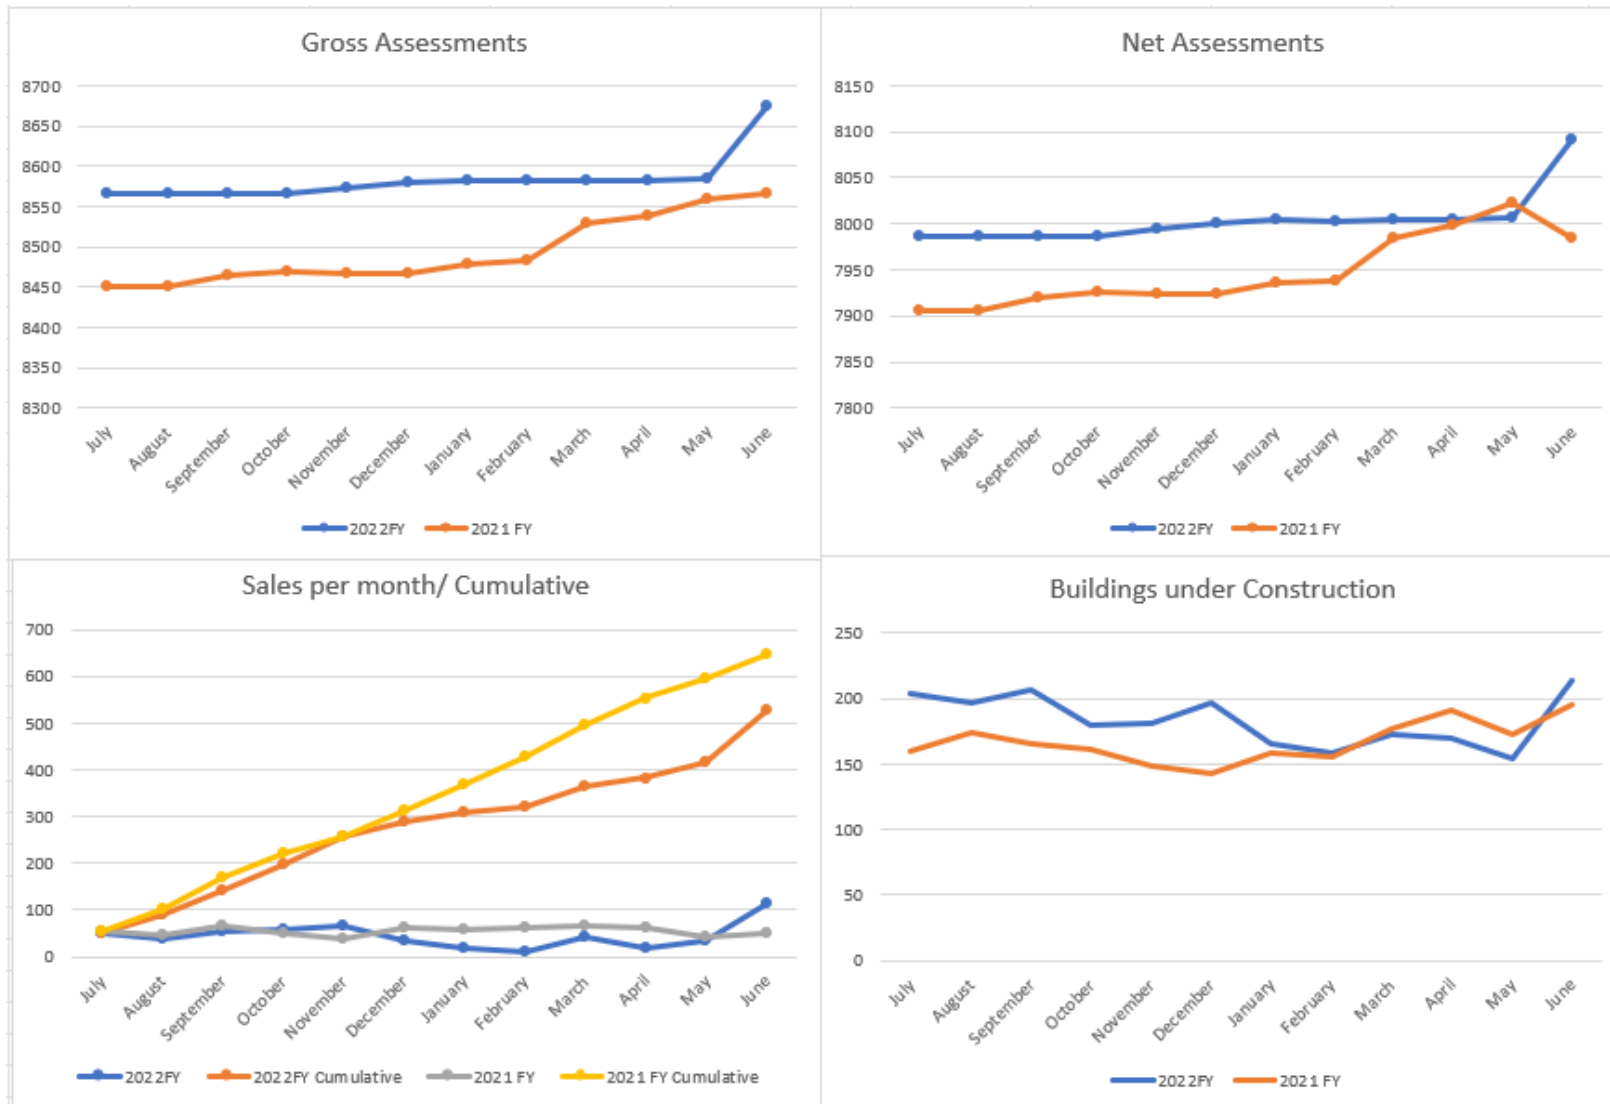 Gross Assessments
8700
8650
8600
8550
8500
8450
8400
8350
8300
July
August
September
October
November
December
January
February
March
April
May
June
2022FY
2021 FY
Net Assessments
8150
8100
8050
8000
7950
7900
7850
7800
July
August
September
October
November
December
January
February
March
April
May
June
2022FY
2021 FY
Sales per month/ Cumulative
700
600
500
400
300
200
100
0
July
August
September
October
November
December
January
February
March
April
May
June
2022FY
2022FY Cumulative
2021 FY
2021 FY Cumulative
Buildings under Construction
250
200
150
100
50
0
July
August
September
October
November
December
January
February
March
April
May
June
2022FY
2021 FY